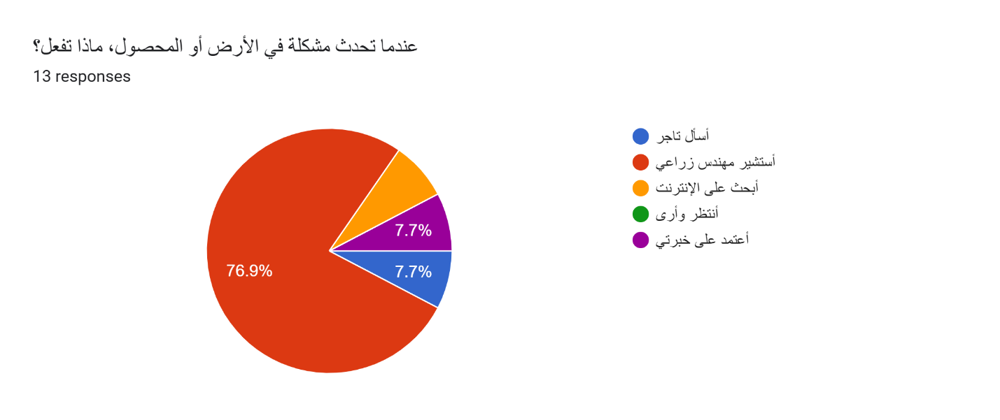 عندما تحدث مشكلة في الأرض أو المحصول، ماذا تفعل؟
13 responses
7.7%
76.9%
7.7%
أسأل تاجر
أستشير مهندس زراعي
أبحث على الإنترنت
أنتظر وأرى
أعتمد على خبرتي